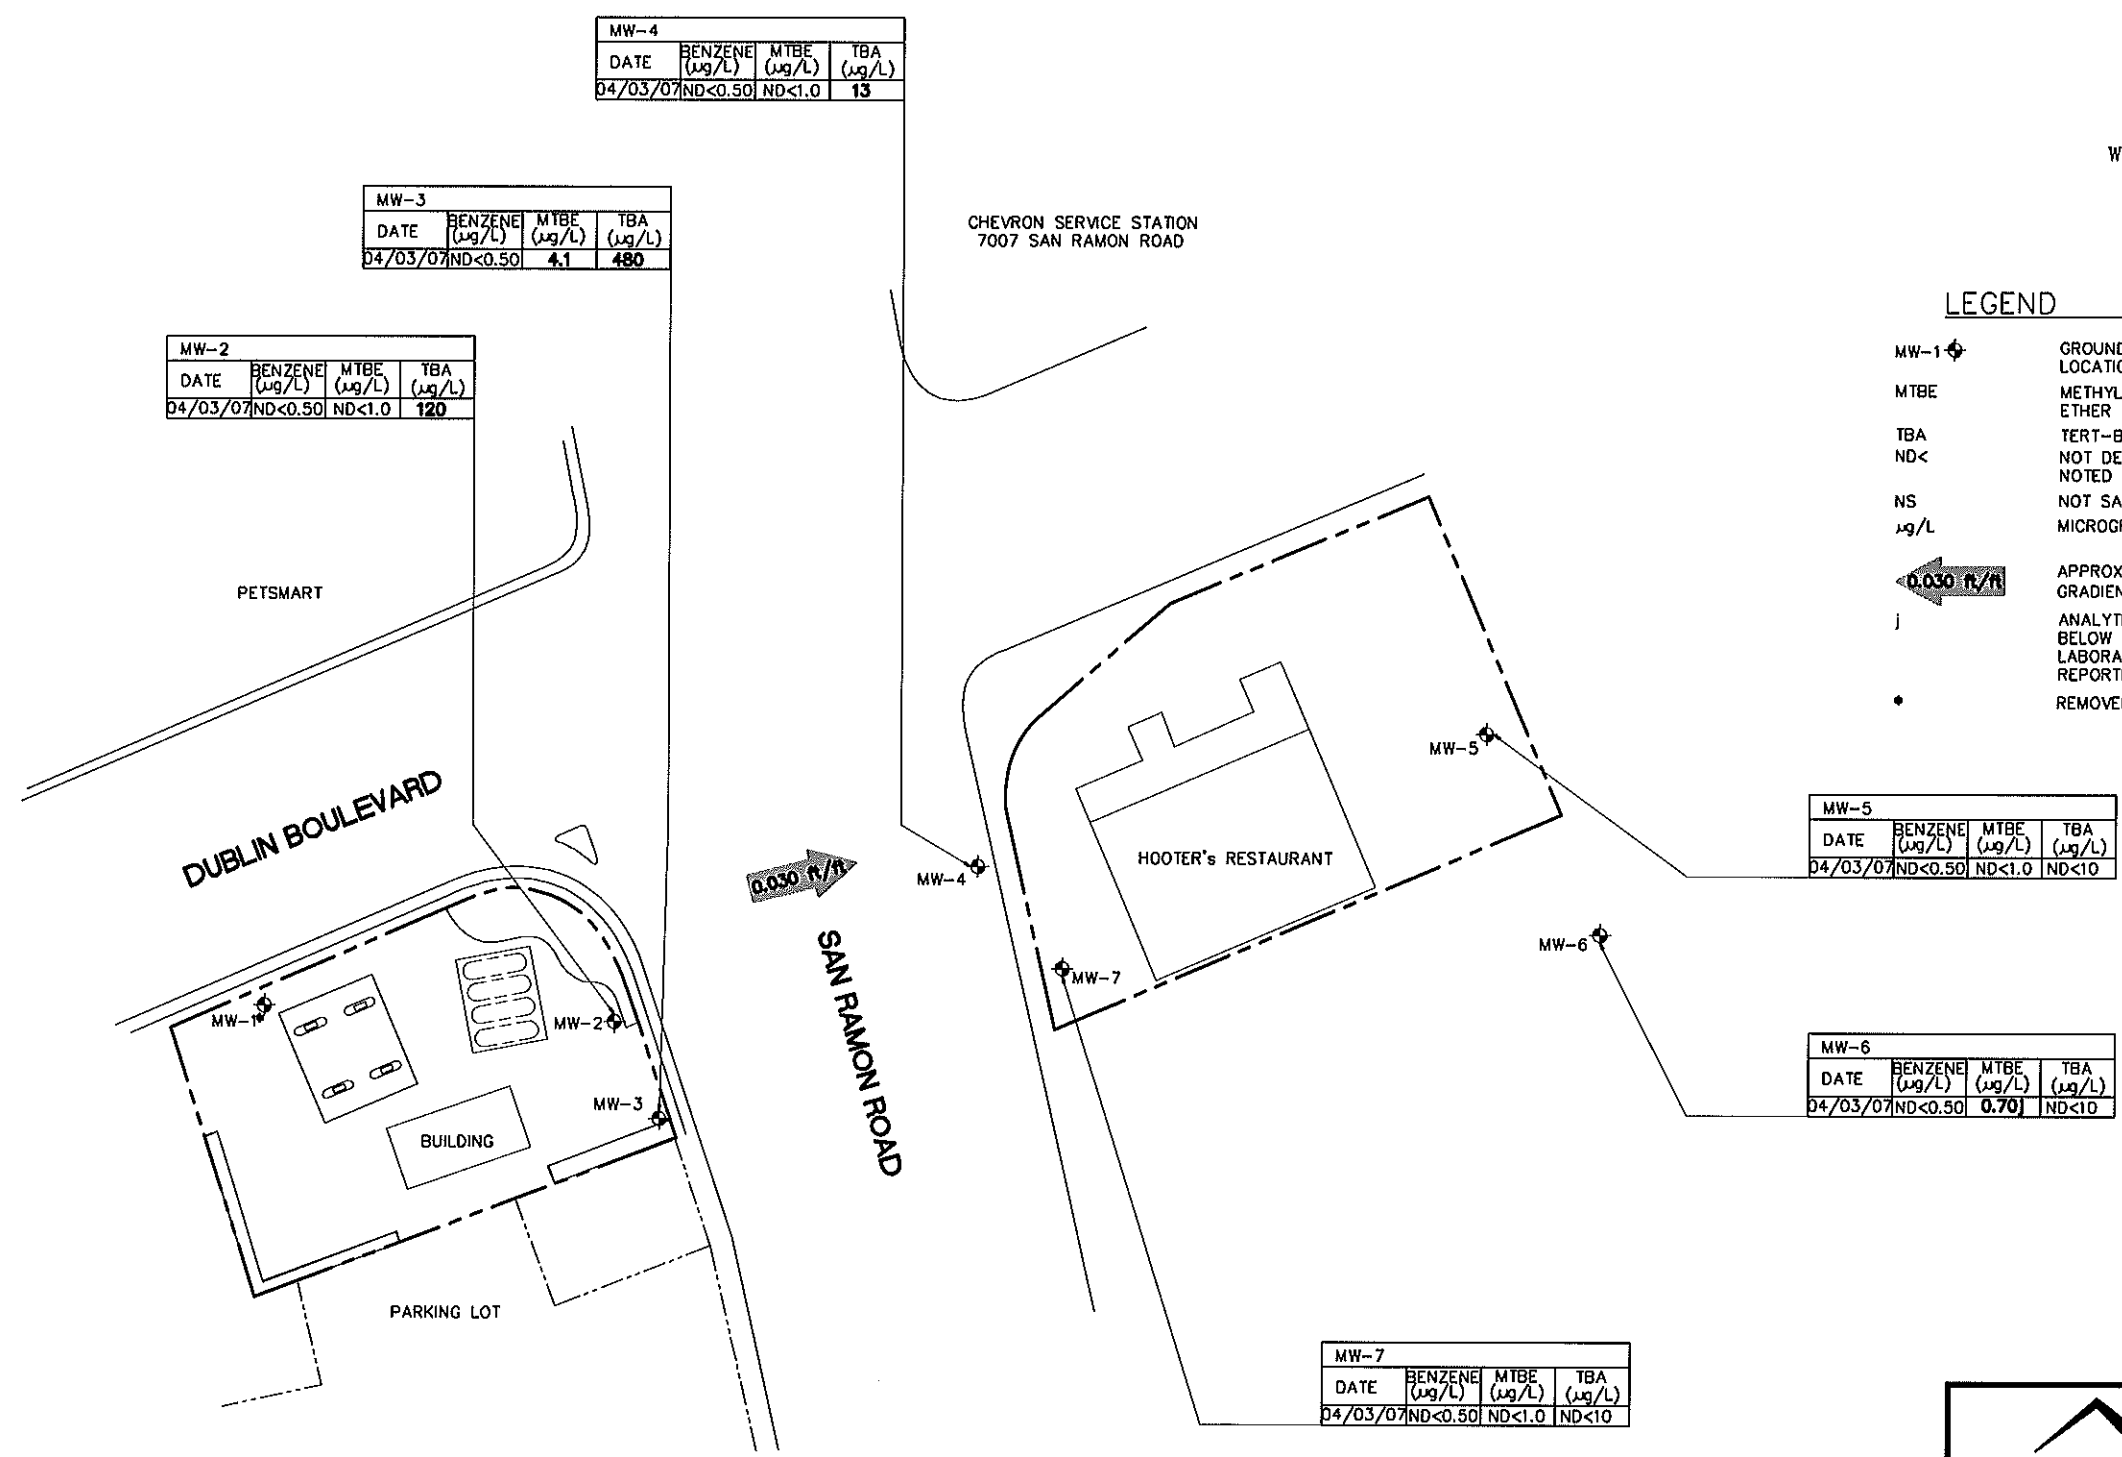 MW-4
DATE BENZENE (µg/L) MTBE (µg/L) TBA (µg/L)
04/03/07 ND<0.50 ND<1.0 13
W
MW-3
DATE BENZENE (µg/L) MTBE (µg/L) TBA (µg/L)
04/03/07 ND<0.50 4.1 480
CHEVRON SERVICE STATION
7007 SAN RAMON ROAD
MW-2
DATE BENZENE (µg/L) MTBE (µg/L) TBA (µg/L)
04/03/07 ND<0.50 ND<1.0 120
LEGEND
MW-1 GROUND
LOCATIO
MTBE METHYL
ETHER
TBA TERT-B
ND< NOT DE
NOTED
NS NOT SA
µg/L MICROG
0.030 ft/ft APPROX
GRADIEN
j ANALYT
BELOW
LABORA
REPORT
• REMOVE
PETSMART
DUBLIN BOULEVARD
0.030 ft/ft
SAN RAMON ROAD
HOOTER's RESTAURANT
MW-4
MW-5
MW-6
MW-7
MW-1
MW-2
MW-3
BUILDING
PARKING LOT
MW-5
DATE BENZENE (µg/L) MTBE (µg/L) TBA (µg/L)
04/03/07 ND<0.50 ND<1.0 ND<10
MW-6
DATE BENZENE (µg/L) MTBE (µg/L) TBA (µg/L)
04/03/07 ND<0.50 0.70j ND<10
MW-7
DATE BENZENE (µg/L) MTBE (µg/L) TBA (µg/L)
04/03/07 ND<0.50 ND<1.0 ND<10